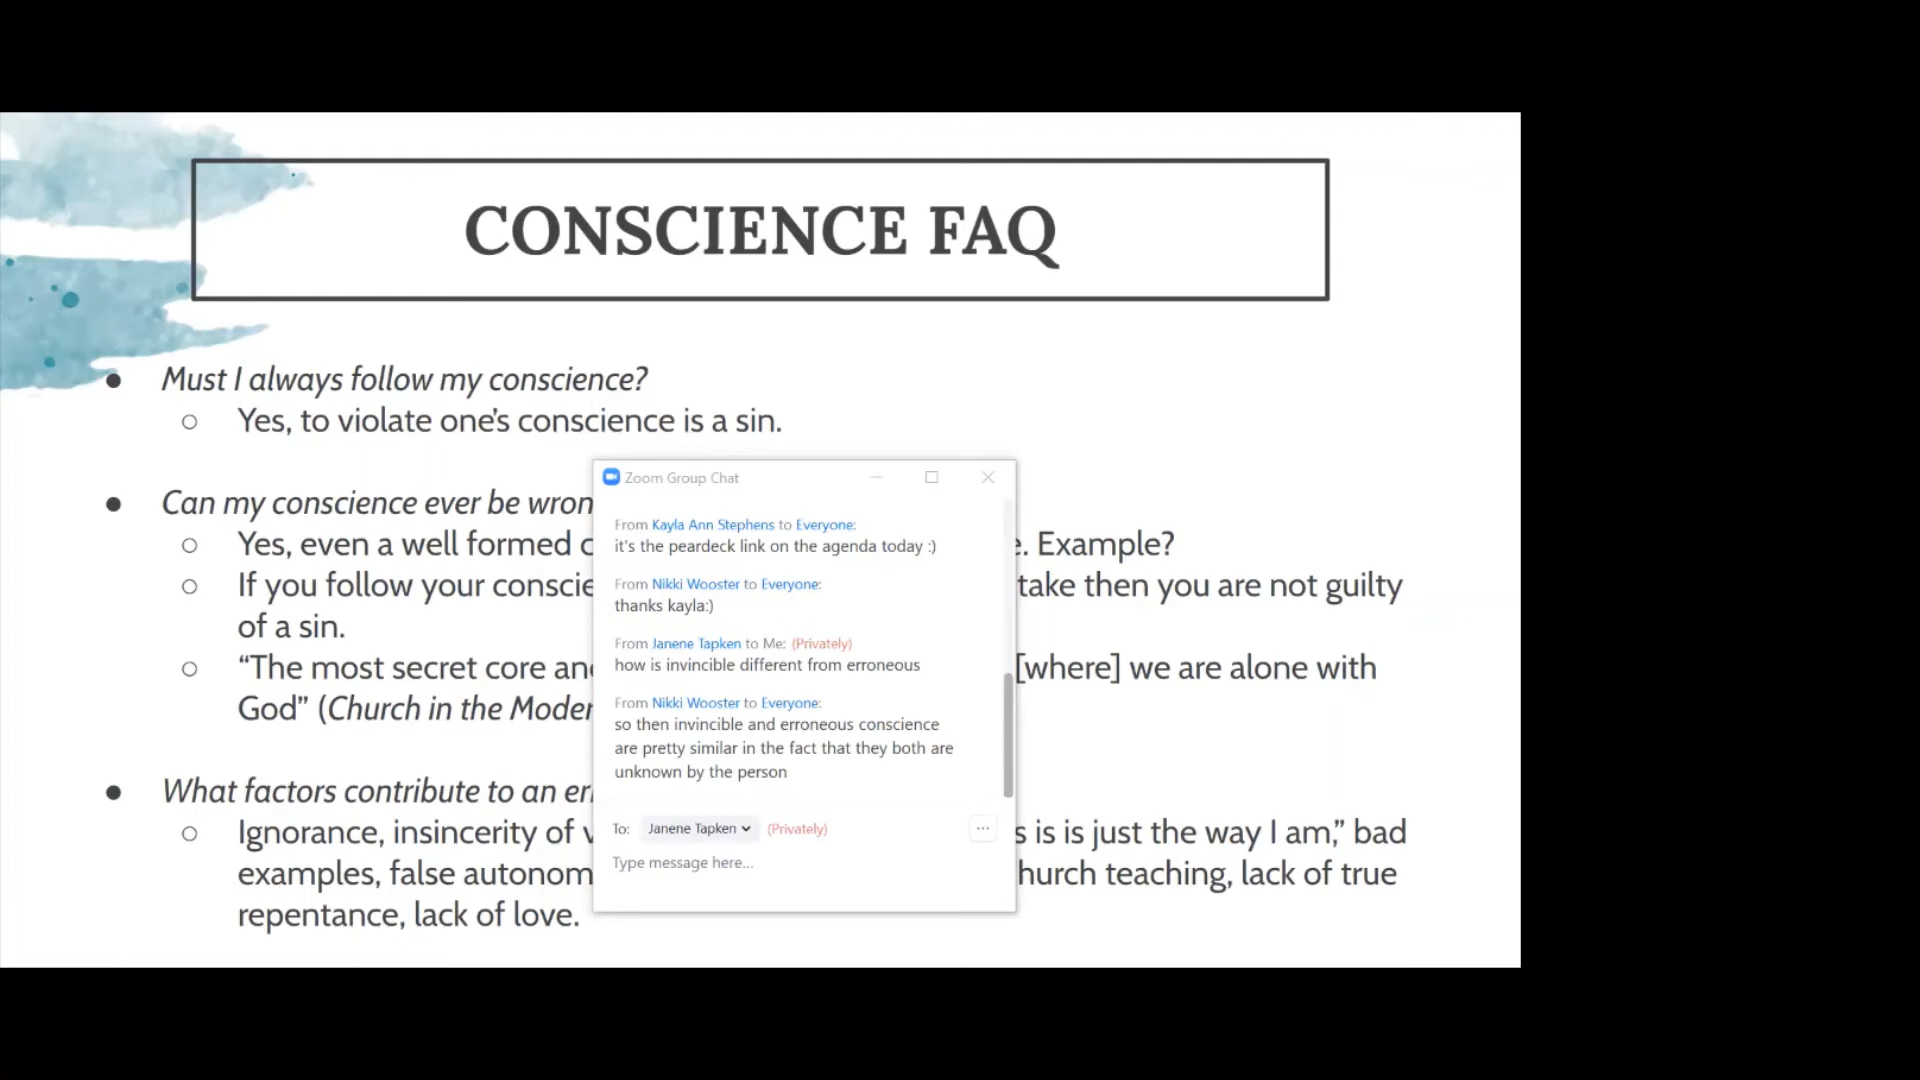 CONSCIENCE FAQ
● Must I always follow my conscience?
○ Yes, to violate one's conscience is a sin.
● Can my conscience ever be wron
○ Yes, even a well formed c
e. Example?
○ If you follow your conscie
take then you are not guilty
of a sin.
○ “The most secret core an
[where] we are alone with
God” (Church in the Moder
● What factors contribute to an er
○ Ignorance, insincerity of
s is is just the way I am,” bad
examples, false autonom
hurch teaching, lack of true
repentance, lack of love.
Zoom Group Chat
From Kayla Ann Stephens to Everyone:
it's the peardeck link on the agenda today :)
From Nikki Wooster to Everyone:
thanks kayla:)
From Janene Tapken to Me: (Privately)
how is invincible different from erroneous
From Nikki Wooster to Everyone:
so then invincible and erroneous conscience
are pretty similar in the fact that they both are
unknown by the person
To: Janene Tapken (Privately)
Type message here...